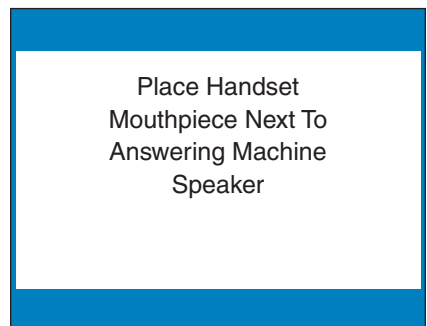 Place Handset
Mouthpiece Next To
Answering Machine
Speaker